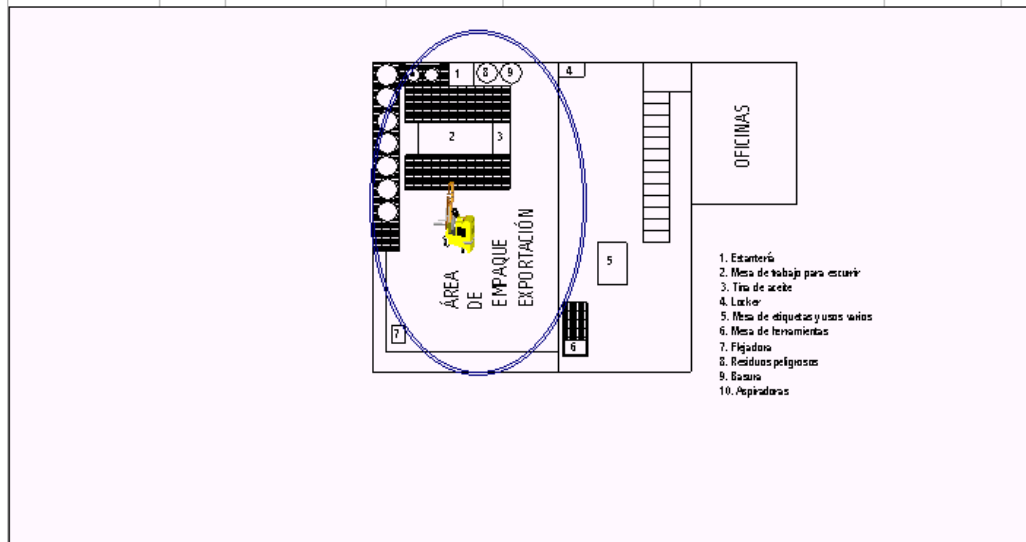 1
8
9
4
2
3
OFICINAS
ÁREA
DE
EMPAQUE
EXPORTACIÓN
5
7
6
1. Estantería
2. Mesa de trabajo para escurrir
3. Tina de aceite
4. Locker
5. Mesa de etiquetas y usos varios
6. Mesa de herramientas
7. Flejadora
8. Residuos peligrosos
9. Basura
10. Aspiradoras